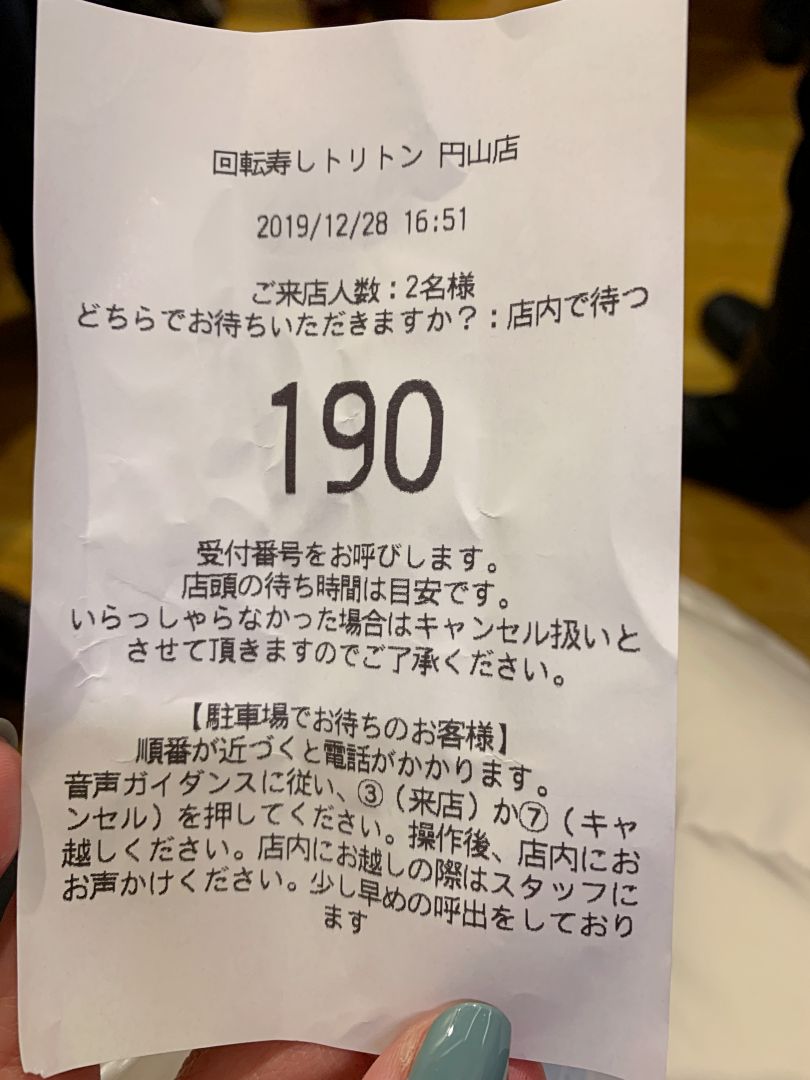 回転寿しトリトン 円山店
2019/12/28 16:51
ご来店人数：2名様
どちらでお待ちいただきますか？：店内で待つ
190
受付番号をお呼びします。
店頭の待ち時間は目安です。
いらっしゃらなかった場合はキャンセル扱いと
させて頂きますのでご了承ください。
【駐車場でお待ちのお客様】
順番が近づくと電話がかかります。
音声ガイダンスに従い、③（来店）か⑦（キャ
ンセル）を押してください。操作後、店内にお
越しください。店内にお越しの際はスタッフに
お声かけください。少し早めの呼出をしており
ます